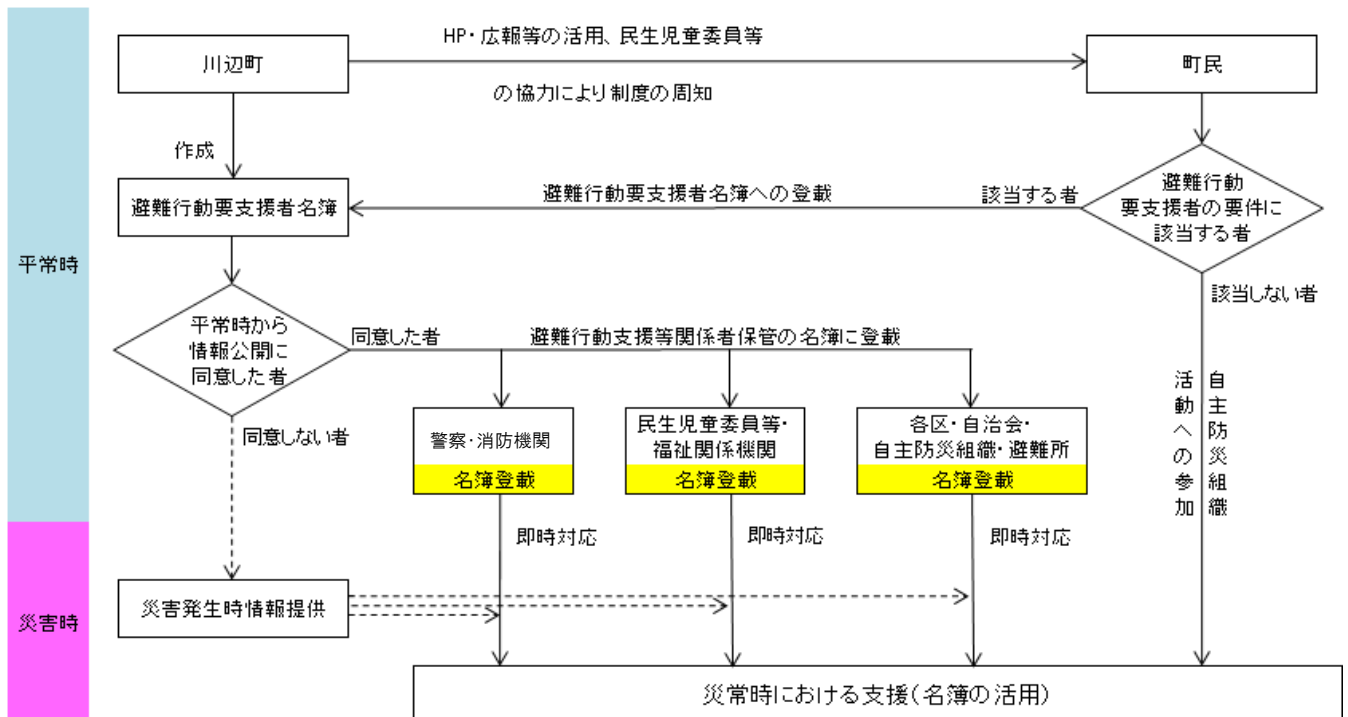 HP・広報等の活用、民生児童委員等
川辺町
町民
の協力により制度の周知
作成
避難行動要支援者名簿
避難行動要支援者名簿への登載
該当する者
避難行動
要支援者の要件に
該当する者
平常時
該当しない者
平常時から
情報公開に
同意した者
同意した者
避難行動支援等関係者保管の名簿に登載
自主防災組織
活動への参加
同意しない者
警察・消防機関
名簿登載
民生児童委員等・
福祉関係機関
名簿登載
各区・自治会・
自主防災組織・避難所
名簿登載
即時対応
即時対応
即時対応
災害時
災害発生時情報提供
災常時における支援(名簿の活用)